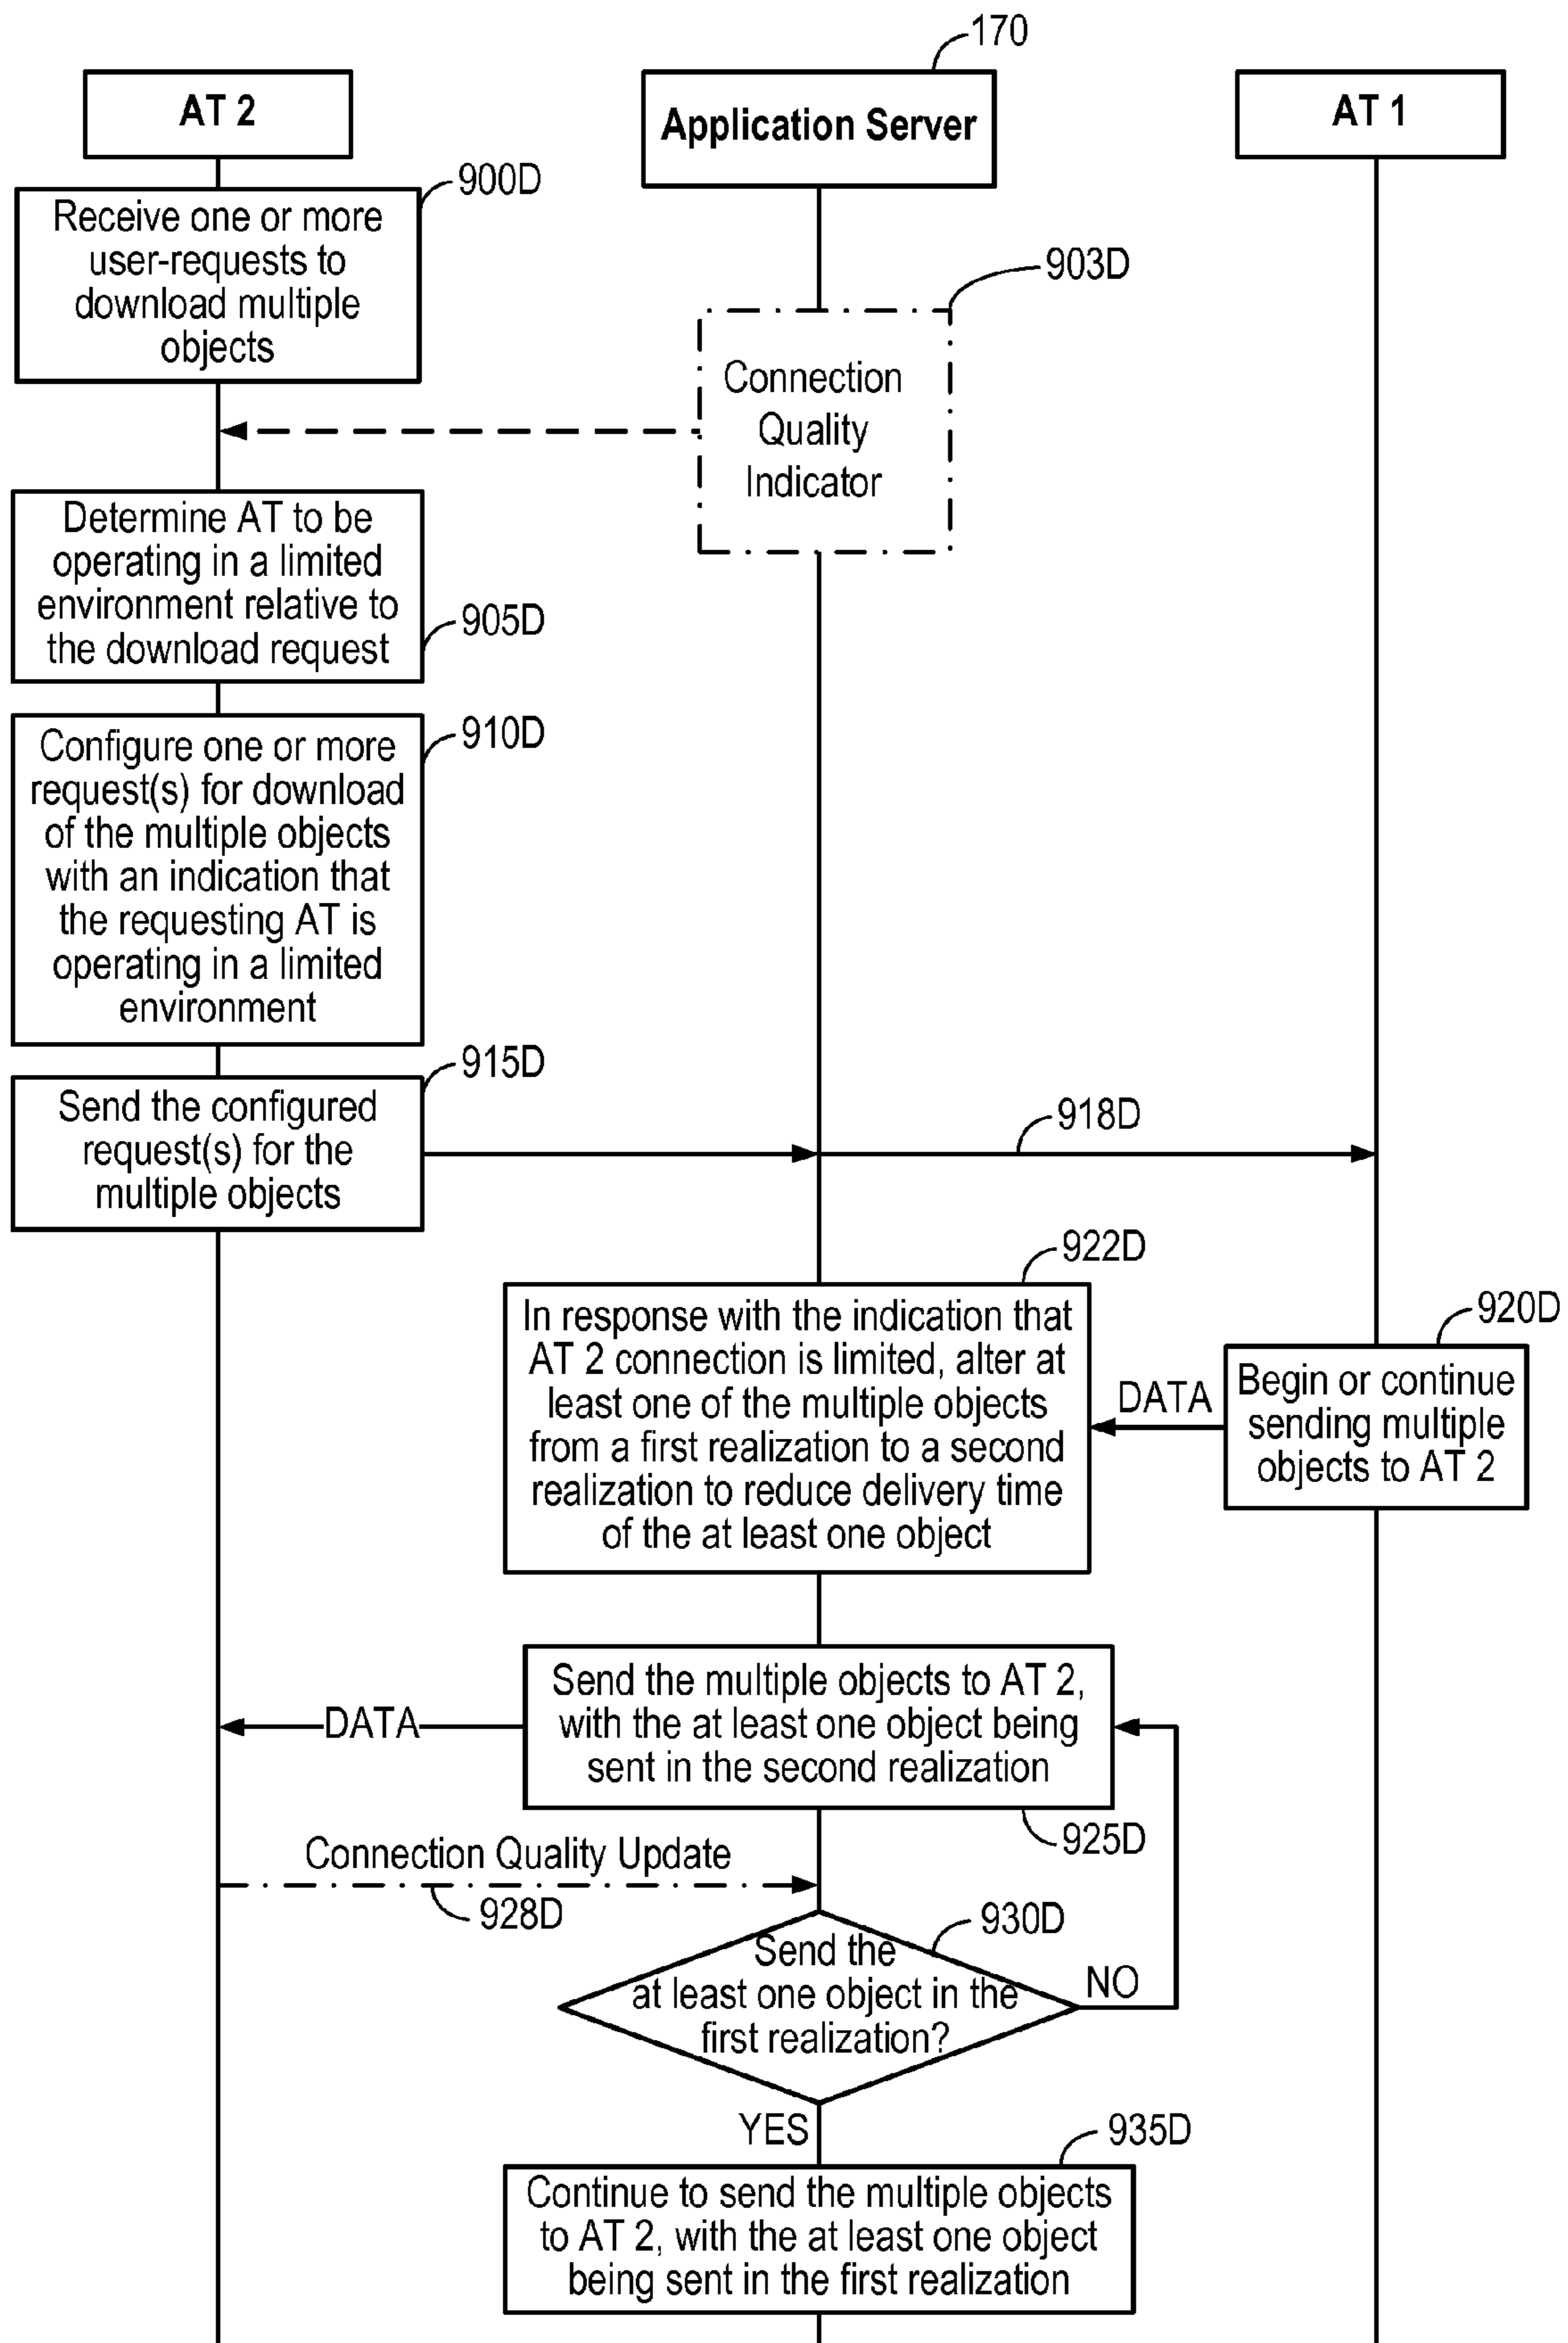 170
AT 2
Application Server
AT 1
900D
Receive one or more
user-requests to
download multiple
objects
903D
Connection
Quality
Indicator
Determine AT to be
operating in a limited
environment relative to
the download request
905D
910D
Configure one or more
request(s) for download
of the multiple objects
with an indication that
the requesting AT is
operating in a limited
environment
915D
Send the configured
request(s) for the
multiple objects
918D
922D
In response with the indication that
AT 2 connection is limited, alter at
least one of the multiple objects
from a first realization to a second
realization to reduce delivery time
of the at least one object
920D
DATA
Begin or continue
sending multiple
objects to AT 2
Send the multiple objects to AT 2,
with the at least one object being
sent in the second realization
DATA
925D
Connection Quality Update
928D
930D
Send the
at least one object in the
first realization?
NO
YES
935D
Continue to send the multiple objects
to AT 2, with the at least one object
being sent in the first realization